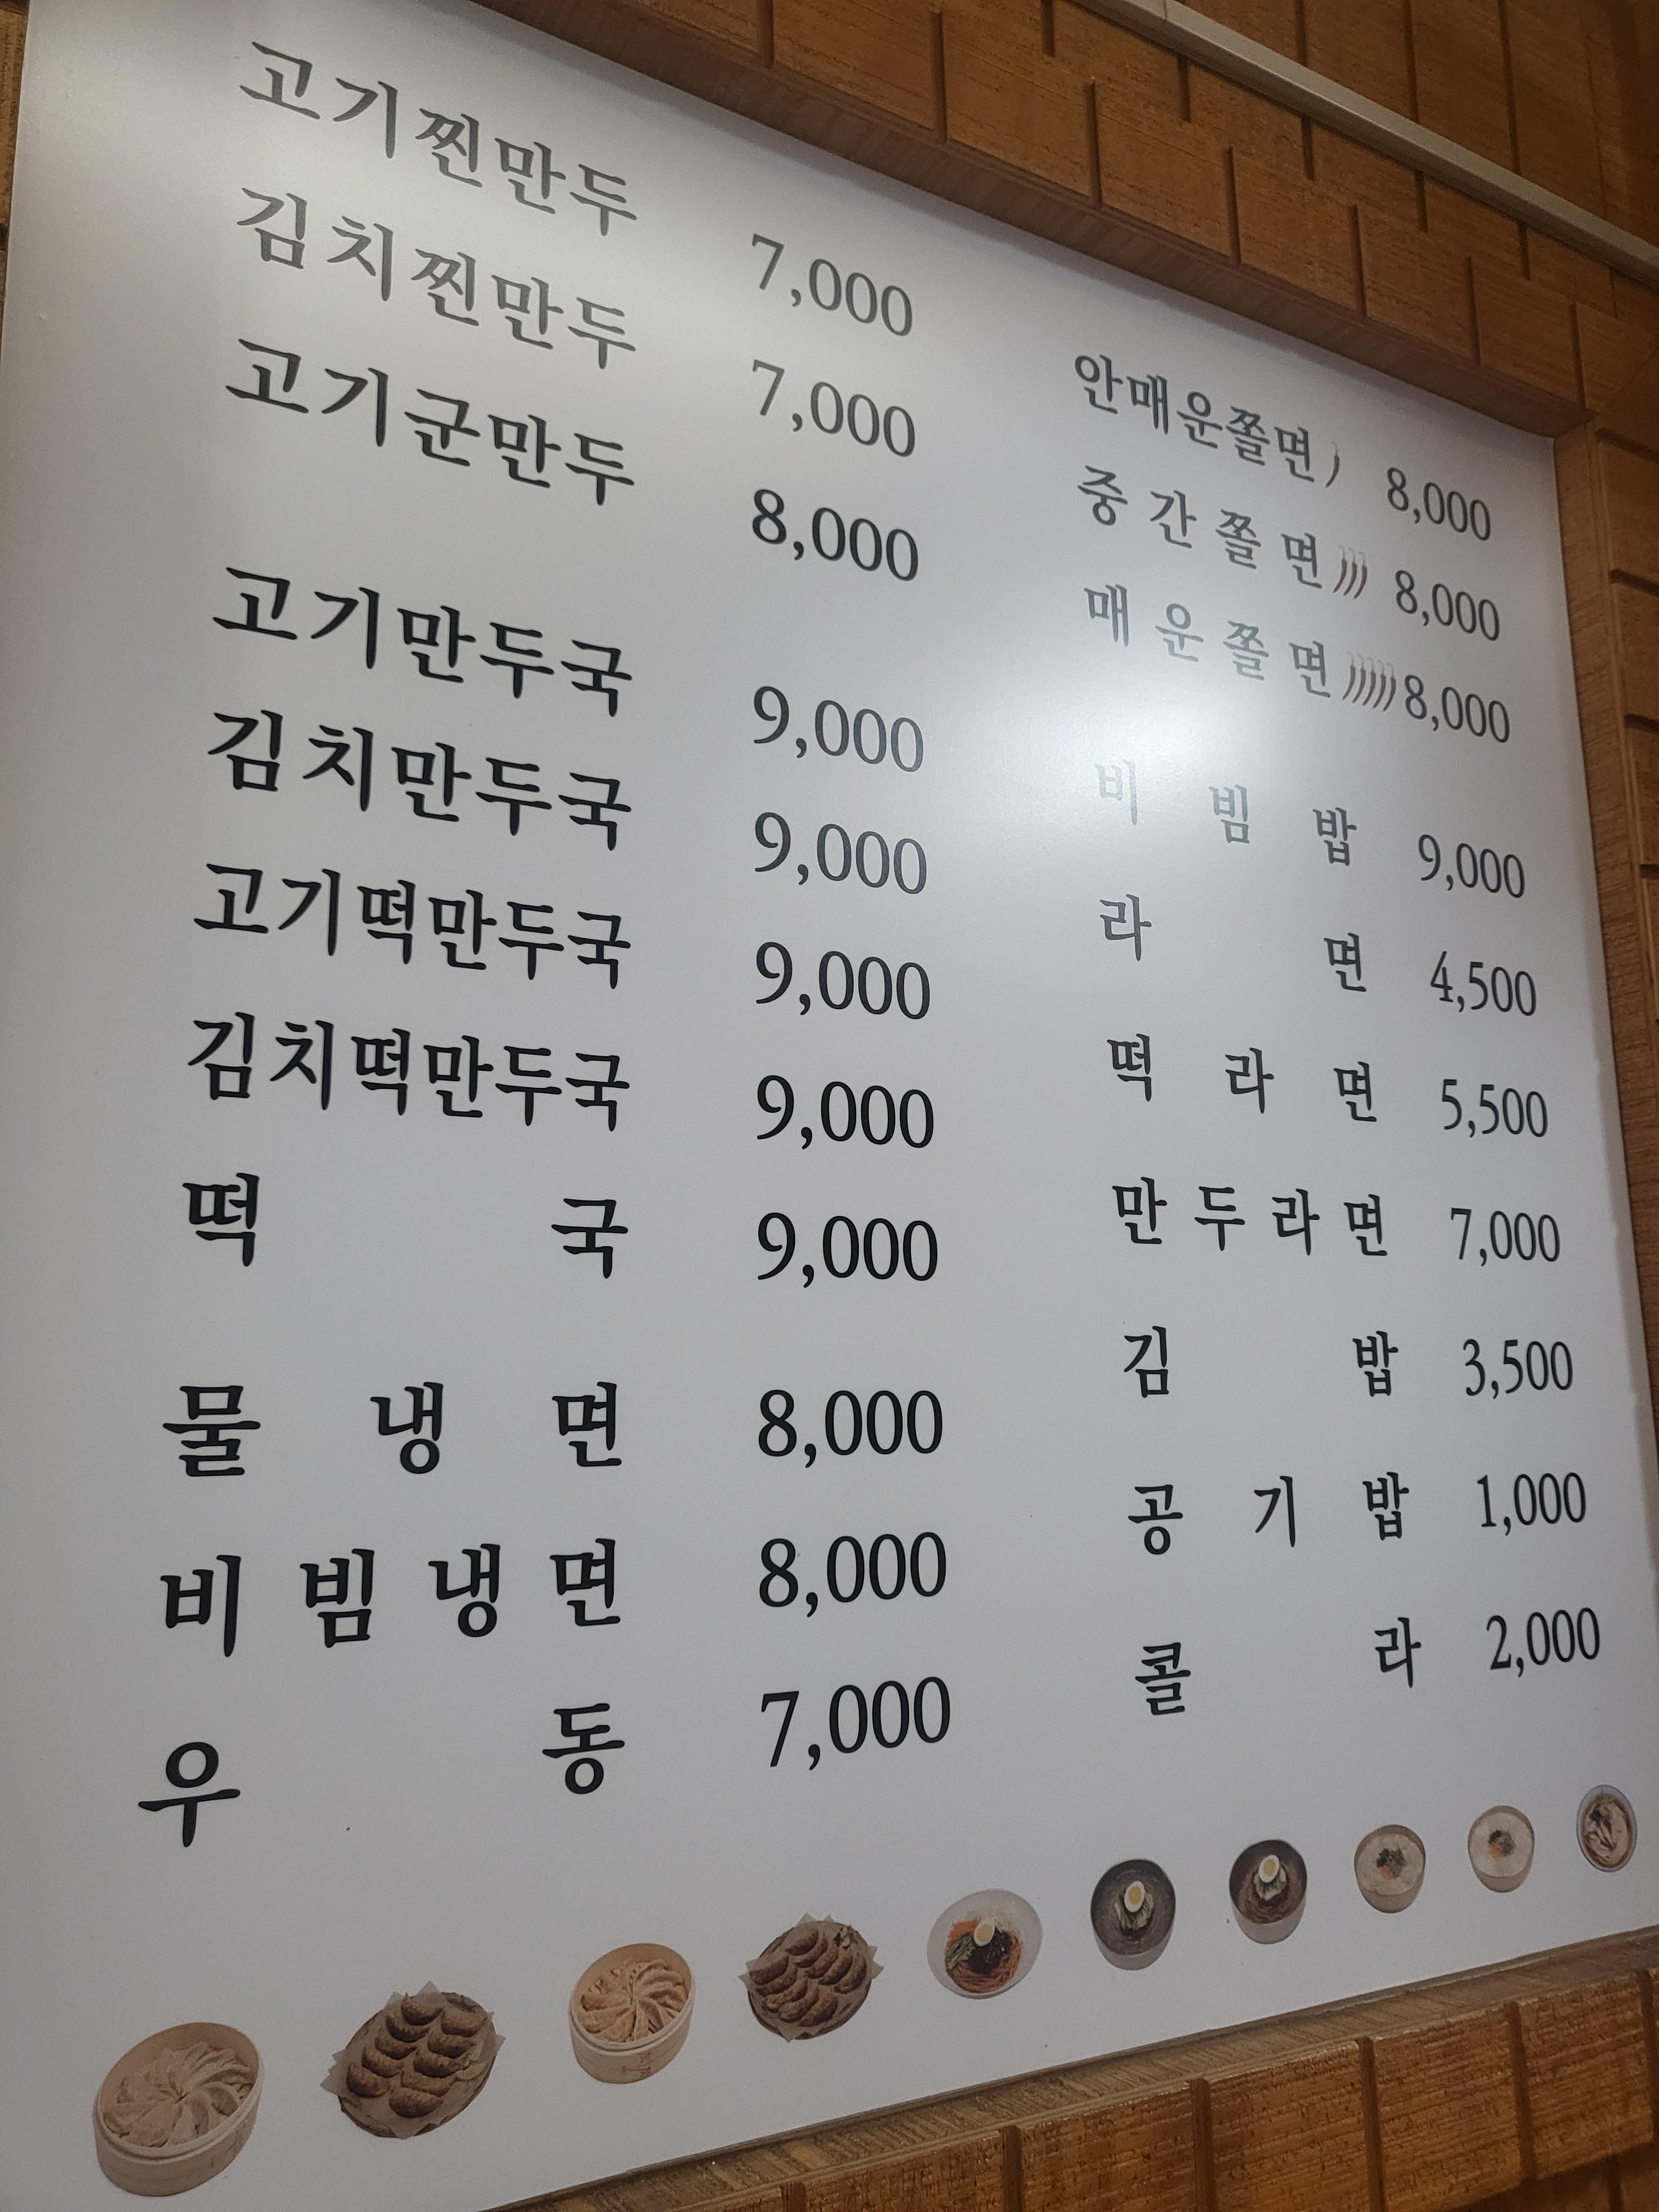 고기찐만두 7,000
김치찐만두 7,000
고기군만두 8,000
고기만두국 9,000
김치만두국 9,000
고기떡만두국 9,000
김치떡만두국 9,000
떡국 9,000
물냉면 8,000
비빔냉면 8,000
우동 7,000
안매운쫄면 8,000
중간쫄면 8,000
매운쫄면 8,000
비빔밥 9,000
라면 4,500
떡라면 5,500
만두라면 7,000
김밥 3,500
공기밥 1,000
콜라 2,000